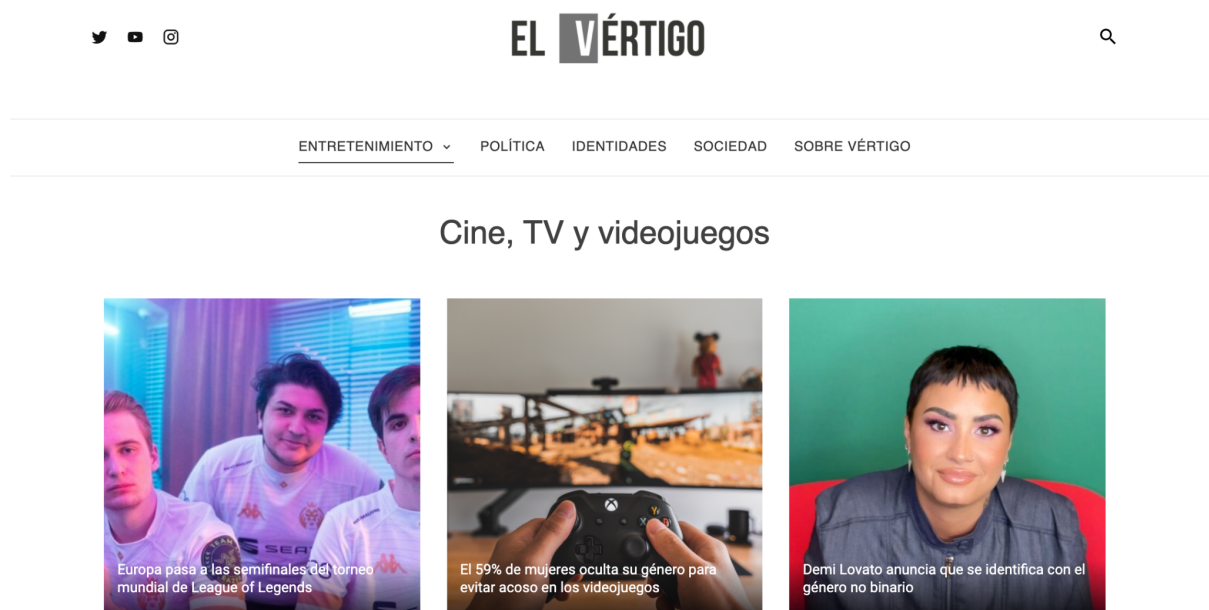 EL VÉRTIGO
ENTRETENIMIENTO
POLÍTICA
IDENTIDADES
SOCIEDAD
SOBRE VÉRTIGO
Cine, TV y videojuegos
SEA
Europa pasa a las semifinales del torneo
mundial de League of Legends
Y
X
B
El 59% de mujeres oculta su género para
evitar acoso en los videojuegos
Demi Lovato anuncia que se identifica con el
género no binario